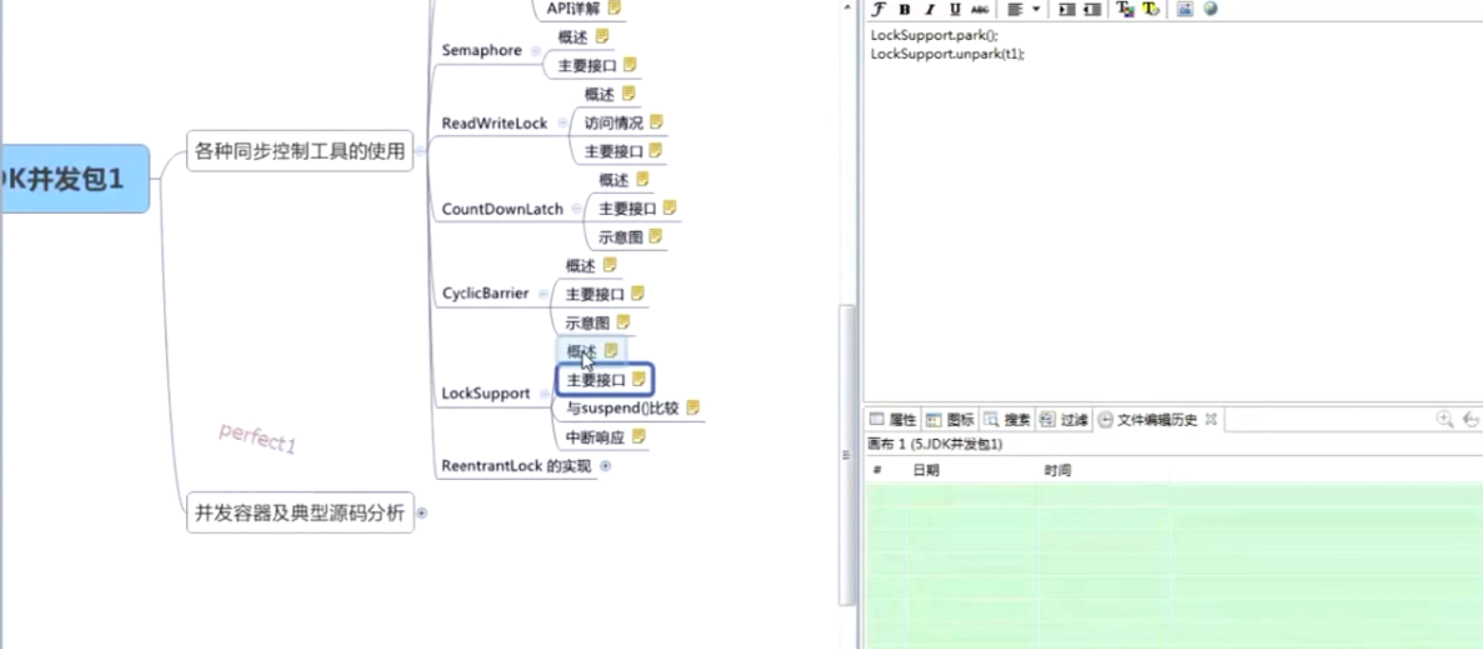 API详解
Semaphore
概述
主要接口
ReadWriteLock
概述
访问情况
主要接口
各种同步控制工具的使用
K并发包1
CountDownLatch
概述
主要接口
示意图
CyclicBarrier
概述
主要接口
示意图
LockSupport
概述
主要接口
与suspend()比较
中断响应
ReentrantLock 的实现
perfect1
并发容器及典型源码分析
B I U ABC
LockSupport.park();
LockSupport.unpark(t1);
属性 图标 搜索 过滤 文件编辑历史
画布 1 (5.JDK并发包1)
# 日期 时间